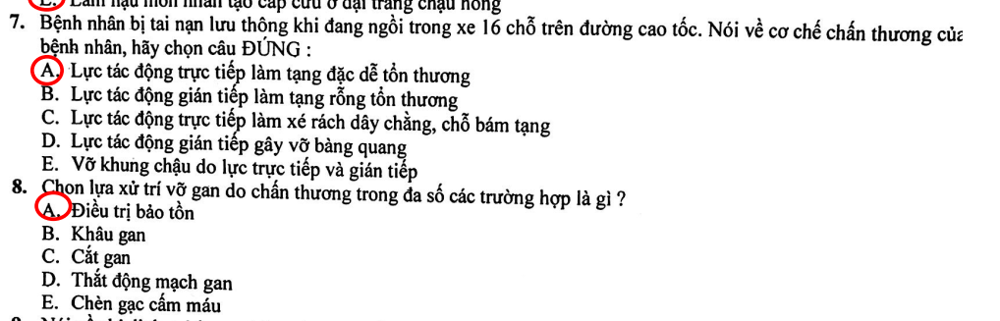 E. Làm hậu môn nhân tạo cấp cứu ở đại tràng chậu hông
7. Bệnh nhân bị tai nạn lưu thông khi đang ngồi trong xe 16 chỗ trên đường cao tốc. Nói về cơ chế chấn thương của
bệnh nhân, hãy chọn câu ĐÚNG :
A. Lực tác động trực tiếp làm tạng đặc dễ tổn thương
B. Lực tác động gián tiếp làm tạng rỗng tổn thương
C. Lực tác động trực tiếp làm xé rách dây chằng, chỗ bám tạng
D. Lực tác động gián tiếp gây vỡ bàng quang
E. Vỡ khung chậu do lực trực tiếp và gián tiếp
8. Chọn lựa xử trí vỡ gan do chấn thương trong đa số các trường hợp là gì ?
A. Điều trị bảo tồn
B. Khâu gan
C. Cắt gan
D. Thắt động mạch gan
E. Chèn gạc cầm máu